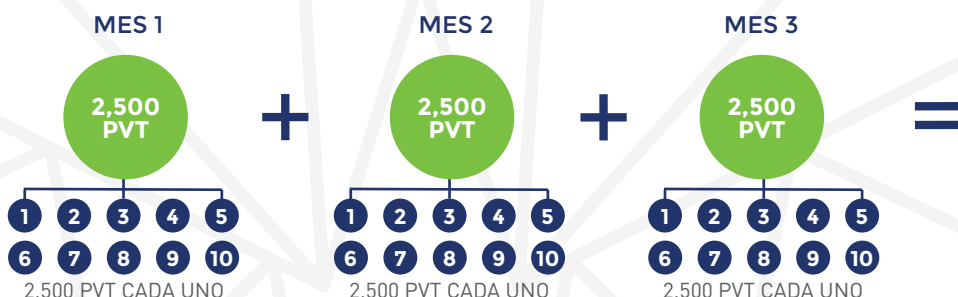 MES 1
MES 2
MES 3
2,500
PVT
+
2,500
PVT
+
2,500
PVT
=
1 2 3 4 5
6 7 8 9 10
2,500 PVT CADA UNO
1 2 3 4 5
6 7 8 9 10
2,500 PVT CADA UNO
1 2 3 4 5
6 7 8 9 10
2,500 PVT CADA UNO